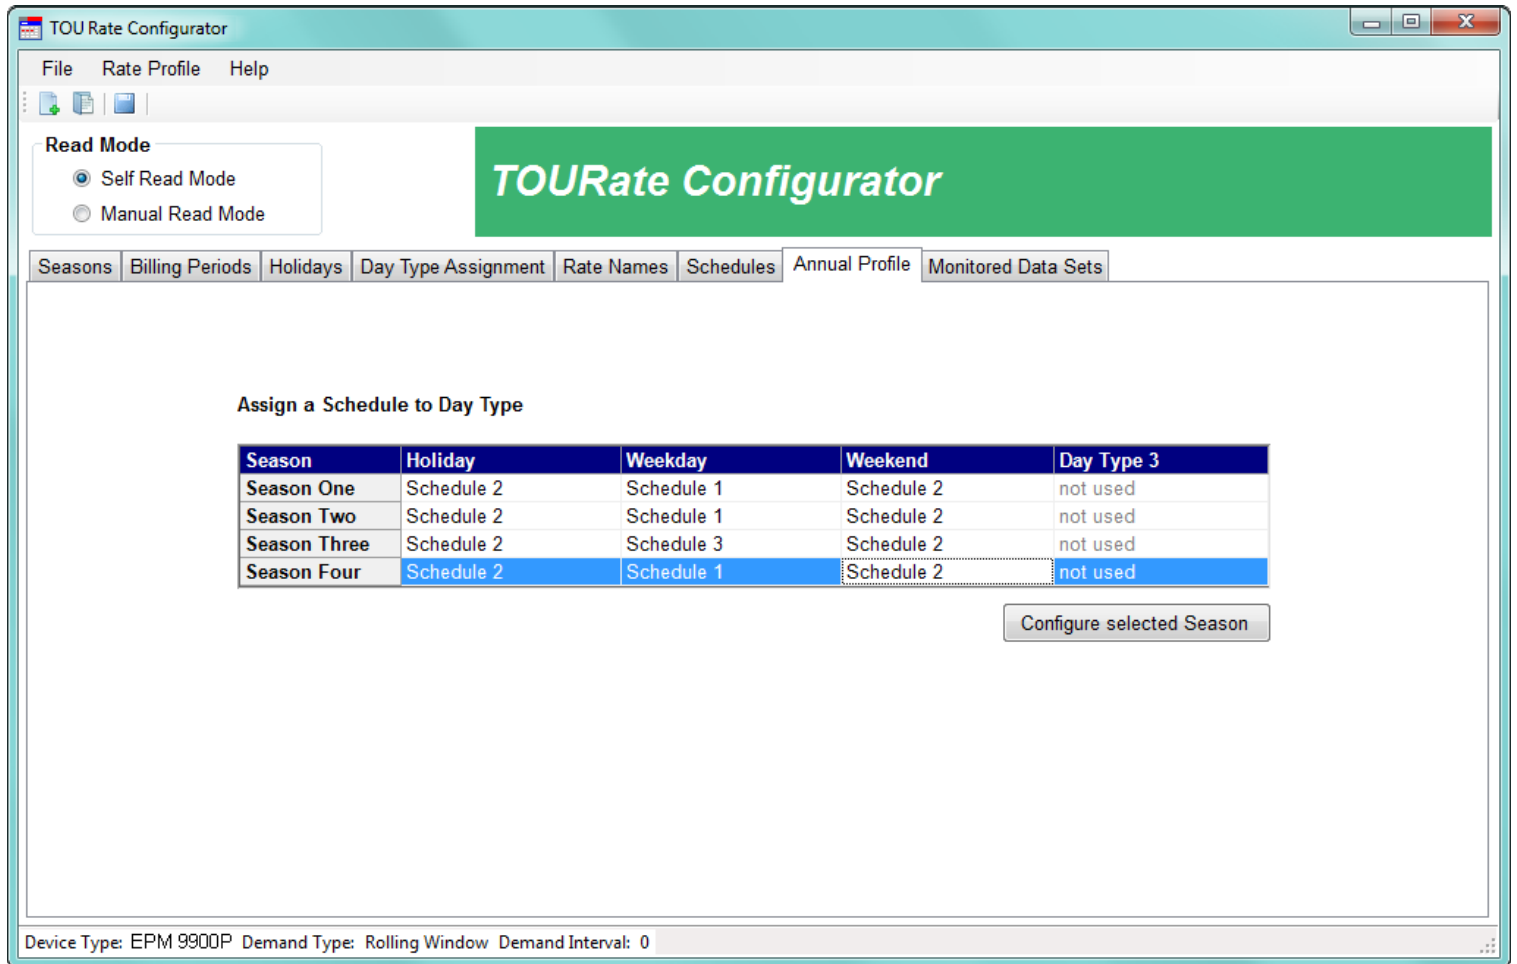 TOU Rate Configurator
File Rate Profile Help
Read Mode
Self Read Mode
Manual Read Mode
TOURate Configurator
Seasons Billing Periods Holidays Day Type Assignment Rate Names Schedules Annual Profile Monitored Data Sets
Assign a Schedule to Day Type
Season Holiday Weekday Weekend Day Type 3
Season One Schedule 2 Schedule 1 Schedule 2 not used
Season Two Schedule 2 Schedule 1 Schedule 2 not used
Season Three Schedule 2 Schedule 3 Schedule 2 not used
Season Four Schedule 2 Schedule 1 Schedule 2 not used
Configure selected Season
Device Type: EPM 9900P Demand Type: Rolling Window Demand Interval: 0